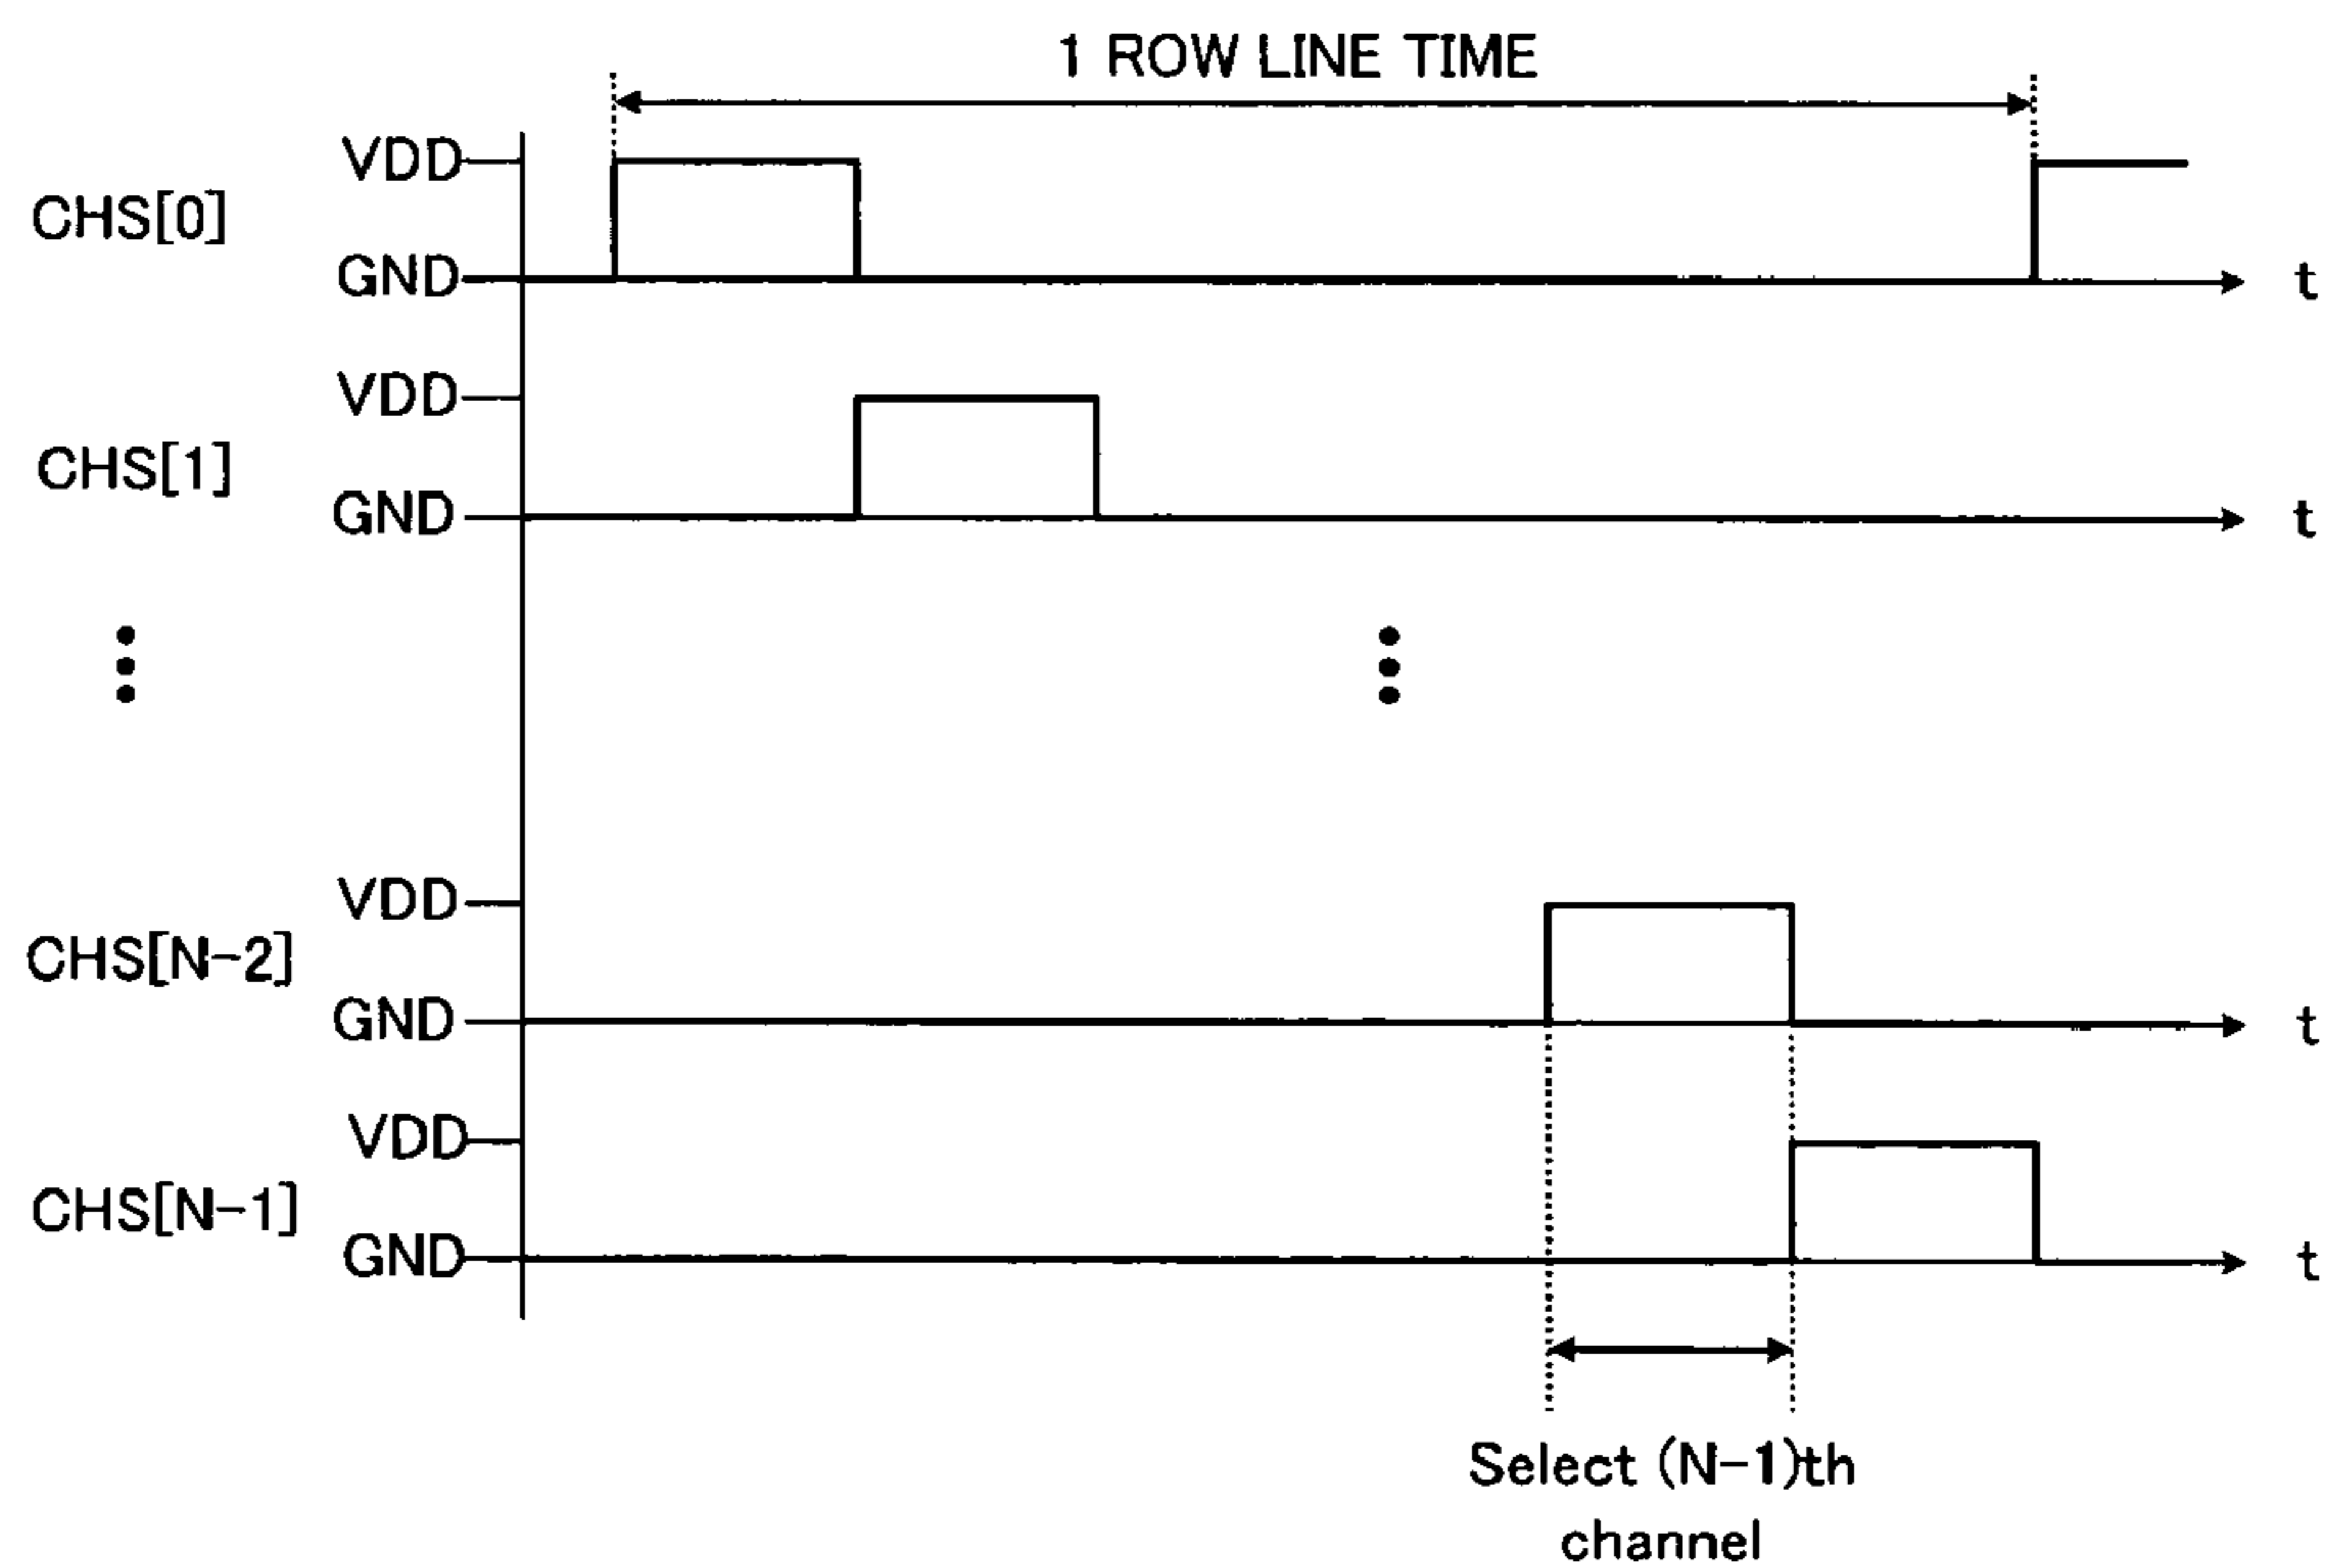 1 ROW LINE TIME
VDD
CHS[0]
GND
t
VDD
CHS[1]
GND
t
VDD
CHS[N-2]
GND
t
VDD
CHS[N-1]
GND
t
Select (N-1)th
channel